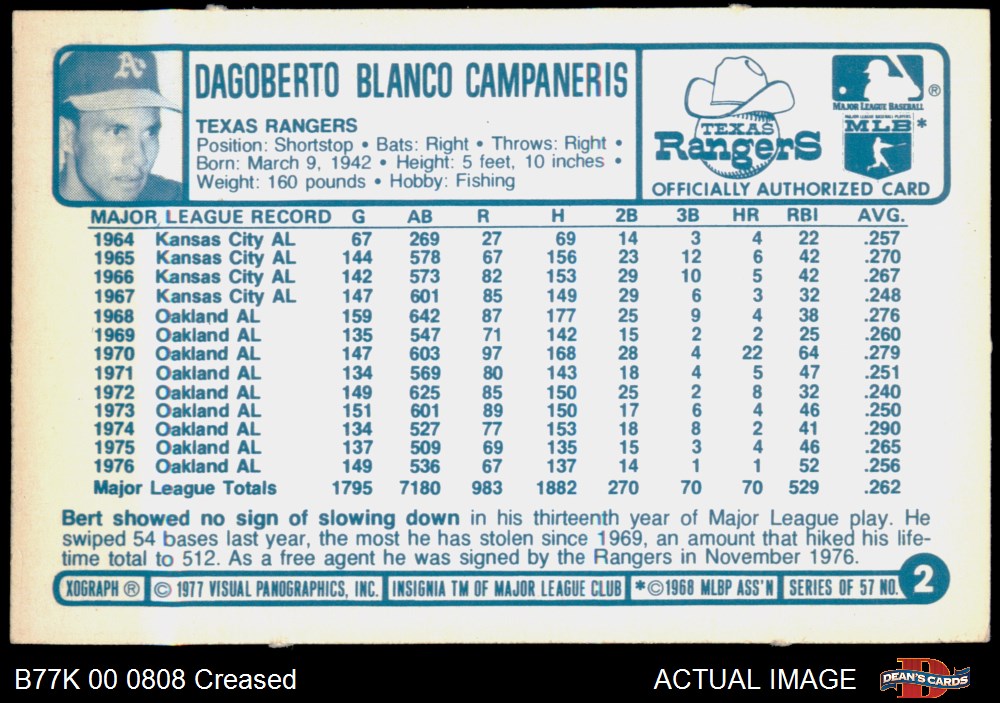 A's
DAGOBERTO BLANCO CAMPANERIS
TEXAS RANGERS
Position: Shortstop • Bats: Right • Throws: Right •
Born: March 9, 1942 • Height: 5 feet, 10 inches •
Weight: 160 pounds • Hobby: Fishing
TEXAS
RangerS
MAJOR LEAGUE BASEBALL ®
MAJOR LEAGUE BASEBALL PLAYERS
MLB *
OFFICIALLY AUTHORIZED CARD
MAJOR LEAGUE RECORD G AB R H 2B 3B HR RBI AVG.
1964 Kansas City AL 67 269 27 69 14 3 4 22 .257
1965 Kansas City AL 144 578 67 156 23 12 6 42 .270
1966 Kansas City AL 142 573 82 153 29 10 5 42 .267
1967 Kansas City AL 147 601 85 149 29 6 3 32 .248
1968 Oakland AL 159 642 87 177 25 9 4 38 .276
1969 Oakland AL 135 547 71 142 15 2 2 25 .260
1970 Oakland AL 147 603 97 168 28 4 22 64 .279
1971 Oakland AL 134 569 80 143 18 4 5 47 .251
1972 Oakland AL 149 625 85 150 25 2 8 32 .240
1973 Oakland AL 151 601 89 150 17 6 4 46 .250
1974 Oakland AL 134 527 77 153 18 8 2 41 .290
1975 Oakland AL 137 509 69 135 15 3 4 46 .265
1976 Oakland AL 149 536 67 137 14 1 1 52 .256
Major League Totals 1795 7180 983 1882 270 70 70 529 .262
Bert showed no sign of slowing down in his thirteenth year of Major League play. He
swiped 54 bases last year, the most he has stolen since 1969, an amount that hiked his life-
time total to 512. As a free agent he was signed by the Rangers in November 1976.
XOGRAPH ® © 1977 VISUAL PANOGRAPHICS, INC. INSIGNIA TM OF MAJOR LEAGUE CLUB *©1968 MLBP ASS'N SERIES OF 57 NO. 2
B77K 00 0808 Creased ACTUAL IMAGE
D
DEAN'S CARDS